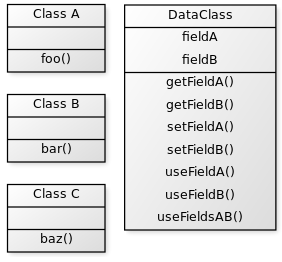 Class A
foo()
Class B
bar()
Class C
baz()
DataClass
fieldA
fieldB
getFieldA()
getFieldB()
setFieldA()
setFieldB()
useFieldA()
useFieldB()
useFieldsAB()